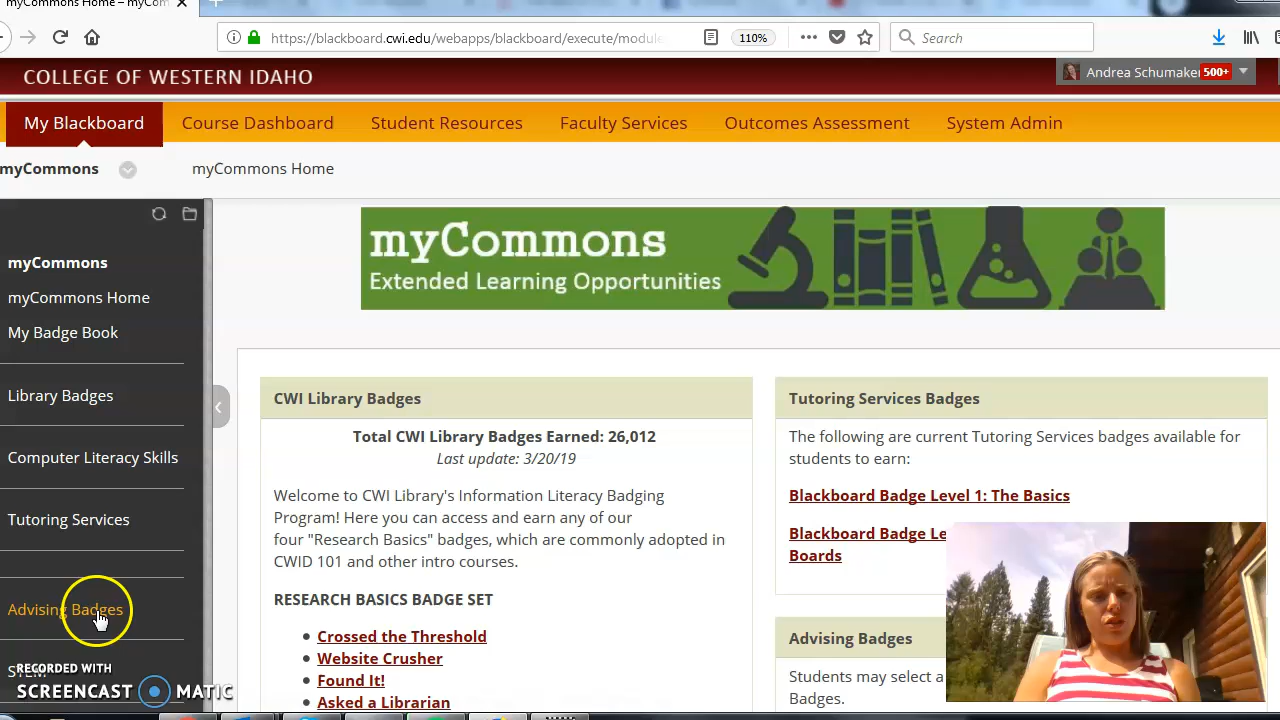 myCommons Home – myCom
https://blackboard.cwi.edu/webapps/blackboard/execute/module
110%
Search
COLLEGE OF WESTERN IDAHO
Andrea Schumaker 500+
My Blackboard
Course Dashboard
Student Resources
Faculty Services
Outcomes Assessment
System Admin
myCommons
myCommons Home
myCommons
myCommons Home
My Badge Book
Library Badges
Computer Literacy Skills
Tutoring Services
Advising Badges
STEM
RECORDED WITH
SCREENCAST MATIC
myCommons
Extended Learning Opportunities
CWI Library Badges
Total CWI Library Badges Earned: 26,012
Last update: 3/20/19
Welcome to CWI Library's Information Literacy Badging
Program! Here you can access and earn any of our
four "Research Basics" badges, which are commonly adopted in
CWID 101 and other intro courses.
RESEARCH BASICS BADGE SET
Crossed the Threshold
Website Crusher
Found It!
Asked a Librarian
Tutoring Services Badges
The following are current Tutoring Services badges available for
students to earn:
Blackboard Badge Level 1: The Basics
Blackboard Badge Le
Boards
Advising Badges
Students may select a
Badges.